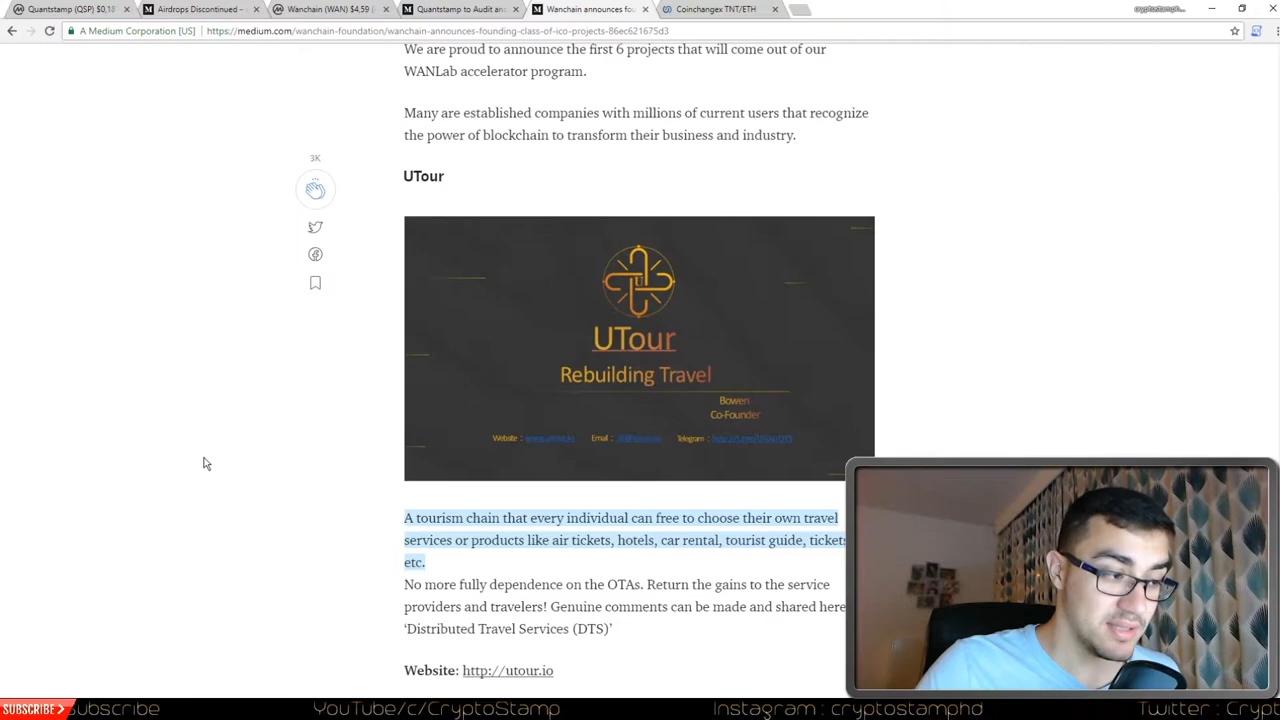 Quantstamp (QSP) $0,18
Airdrops Discontinued –
Wanchain (WAN) $4,59 (
Quantstamp to Audit an
Wanchain announces fou
Coinchangex TNT/ETH
cryptostamph...
A Medium Corporation [US]
https://medium.com/wanchain-foundation/wanchain-announces-founding-class-of-ico-projects-86ec621675d3
We are proud to announce the first 6 projects that will come out of our
WANLab accelerator program.
Many are established companies with millions of current users that recognize
the power of blockchain to transform their business and industry.
3K
UTour
U
UTour
Rebuilding Travel
Bowen
Co-Founder
Website :
Email :
Telegram :
A tourism chain that every individual can free to choose their own travel
services or products like air tickets, hotels, car rental, tourist guide, tickets
etc.
No more fully dependence on the OTAs. Return the gains to the service
providers and travelers! Genuine comments can be made and shared here
‘Distributed Travel Services (DTS)’
Website: http://utour.io
SUBSCRIBE
Subscribe
YouTube/c/CryptoStamp
Instagram : cryptostamphd
Twitter : Crypt